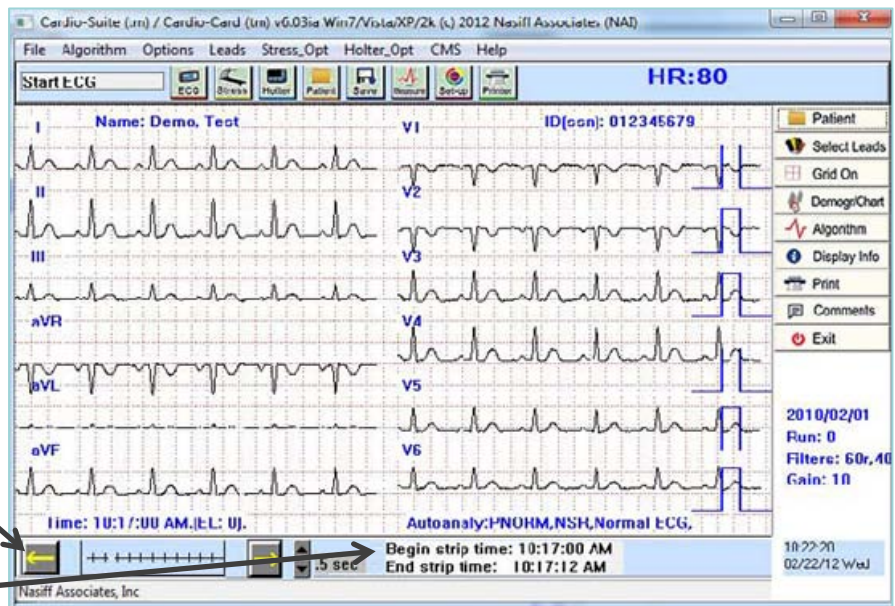 Cardio-Suite (tm) / Cardio-Card (tm) v6.03ia Win7/Vista/XP/2k (c) 2012 Nasiff Associates (NAI)
File Algorithm Options Leads Stress_Opt Holter_Opt CMS Help
Start ECG
ECG Stress Holter Patient Save Measure Set-up Printer
HR:80
Name: Demo, Test
ID(ssn): 012345679
I
II
III
aVR
aVL
aVF
V1
V2
V3
V4
V5
V6
Time: 10:17:00 AM.(EL: 0).
Autoanaly:PNORM,NSR,Normal ECG,
Patient
Select Leads
Grid On
Demogr/Chart
Algorithm
Display Info
Print
Comments
Exit
2010/02/01
Run: 0
Filters: 60r,40
Gain: 10
.5 sec
Begin strip time: 10:17:00 AM
End strip time: 10:17:12 AM
10:22:20
02/22/12 Wed
Nasiff Associates, Inc